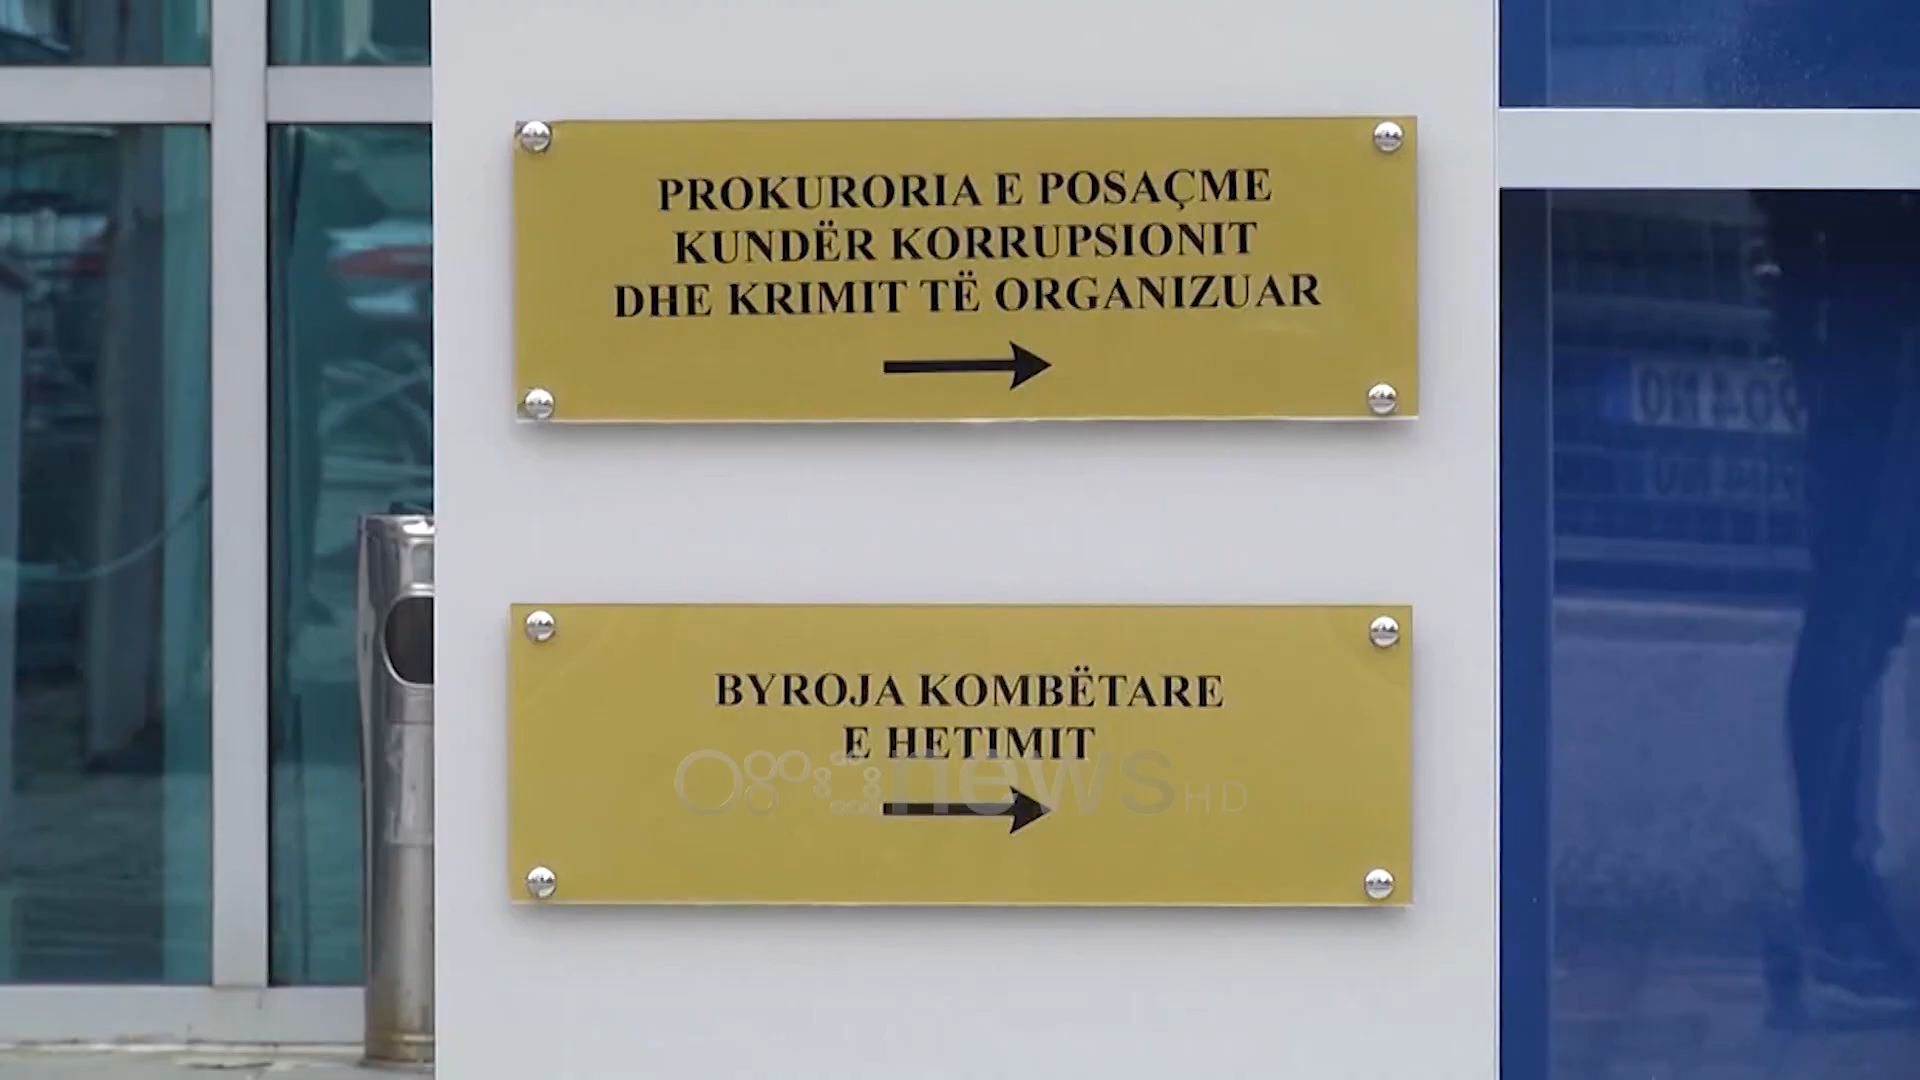 PROKURORIA E POSAÇME
KUNDËR KORRUPSIONIT
DHE KRIMIT TË ORGANIZUAR
BYROJA KOMBËTARE
E HETIMIT
news HD